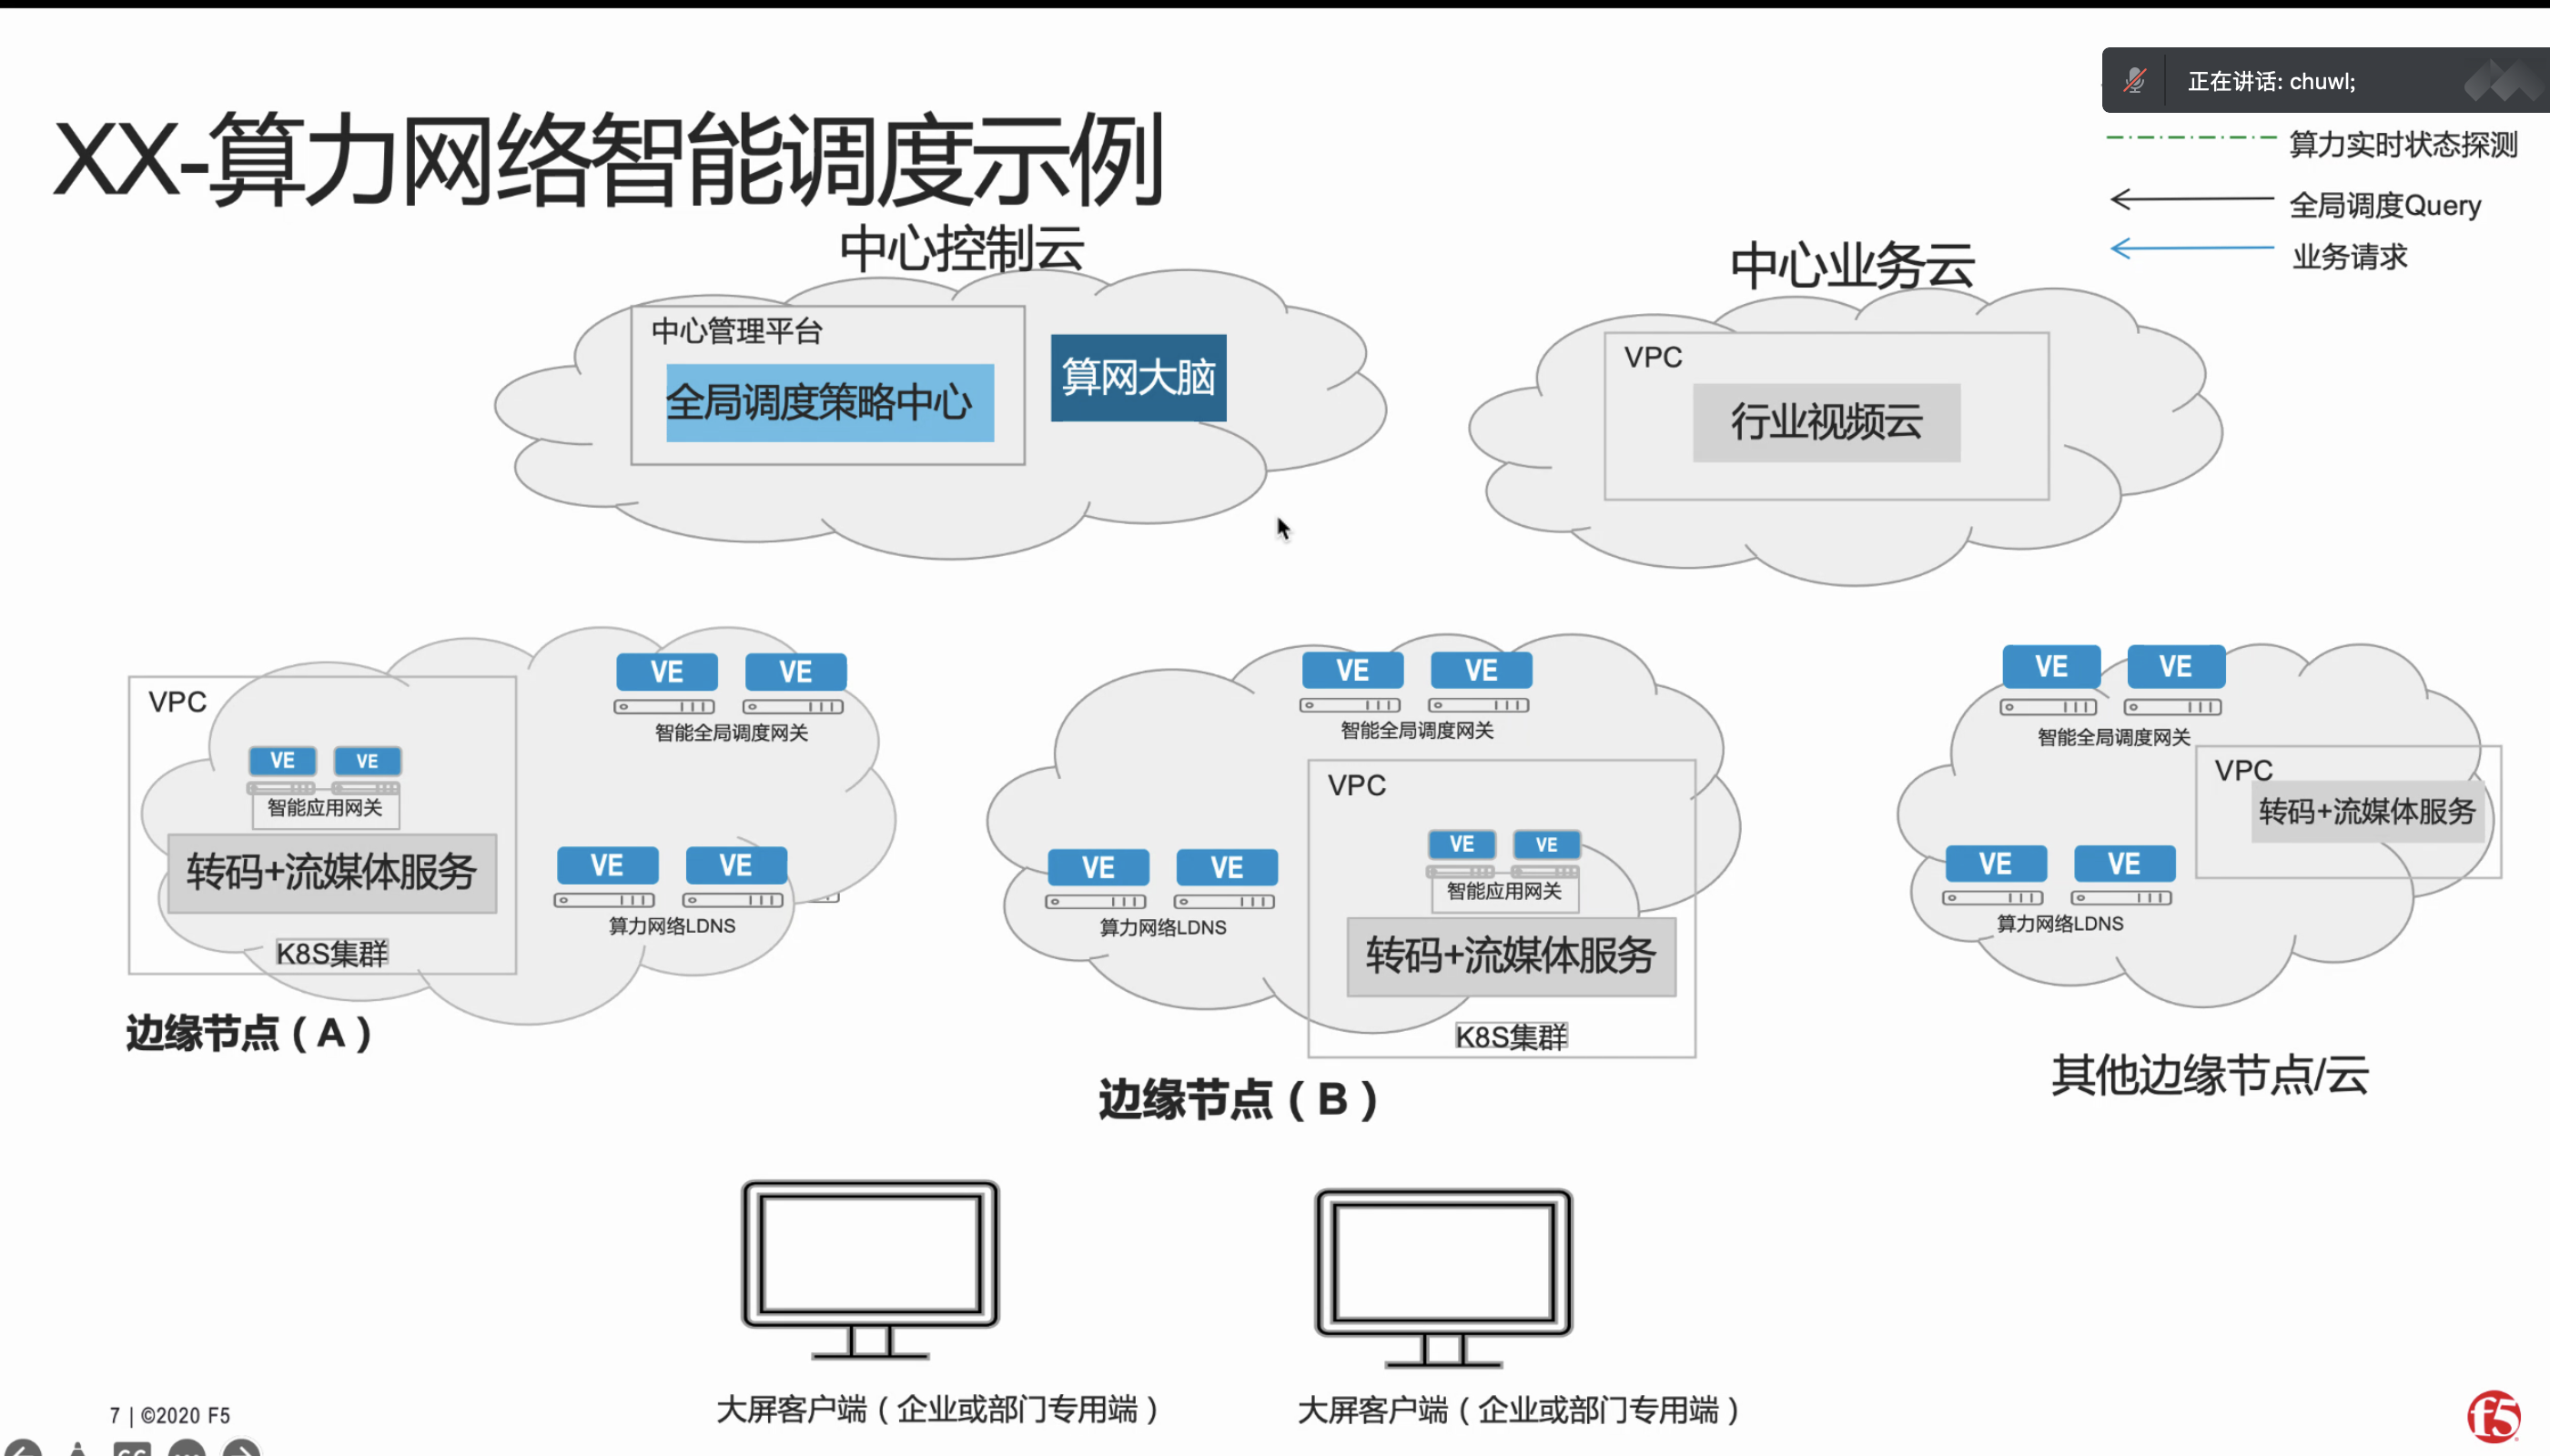 正在讲话: chuwl;
XX-算力网络智能调度示例
算力实时状态探测
全局调度Query
业务请求
中心控制云
中心业务云
中心管理平台
全局调度策略中心
算网大脑
VPC
行业视频云
VPC
VE
VE
智能应用网关
转码+流媒体服务
K8S集群
VE
VE
智能全局调度网关
VE
VE
算力网络LDNS
边缘节点（A）
VE
VE
智能全局调度网关
VE
VE
算力网络LDNS
VPC
VE
VE
智能应用网关
转码+流媒体服务
K8S集群
边缘节点（B）
VE
VE
智能全局调度网关
VPC
转码+流媒体服务
VE
VE
算力网络LDNS
其他边缘节点/云
大屏客户端（企业或部门专用端）
大屏客户端（企业或部门专用端）
7 | ©2020 F5
f5